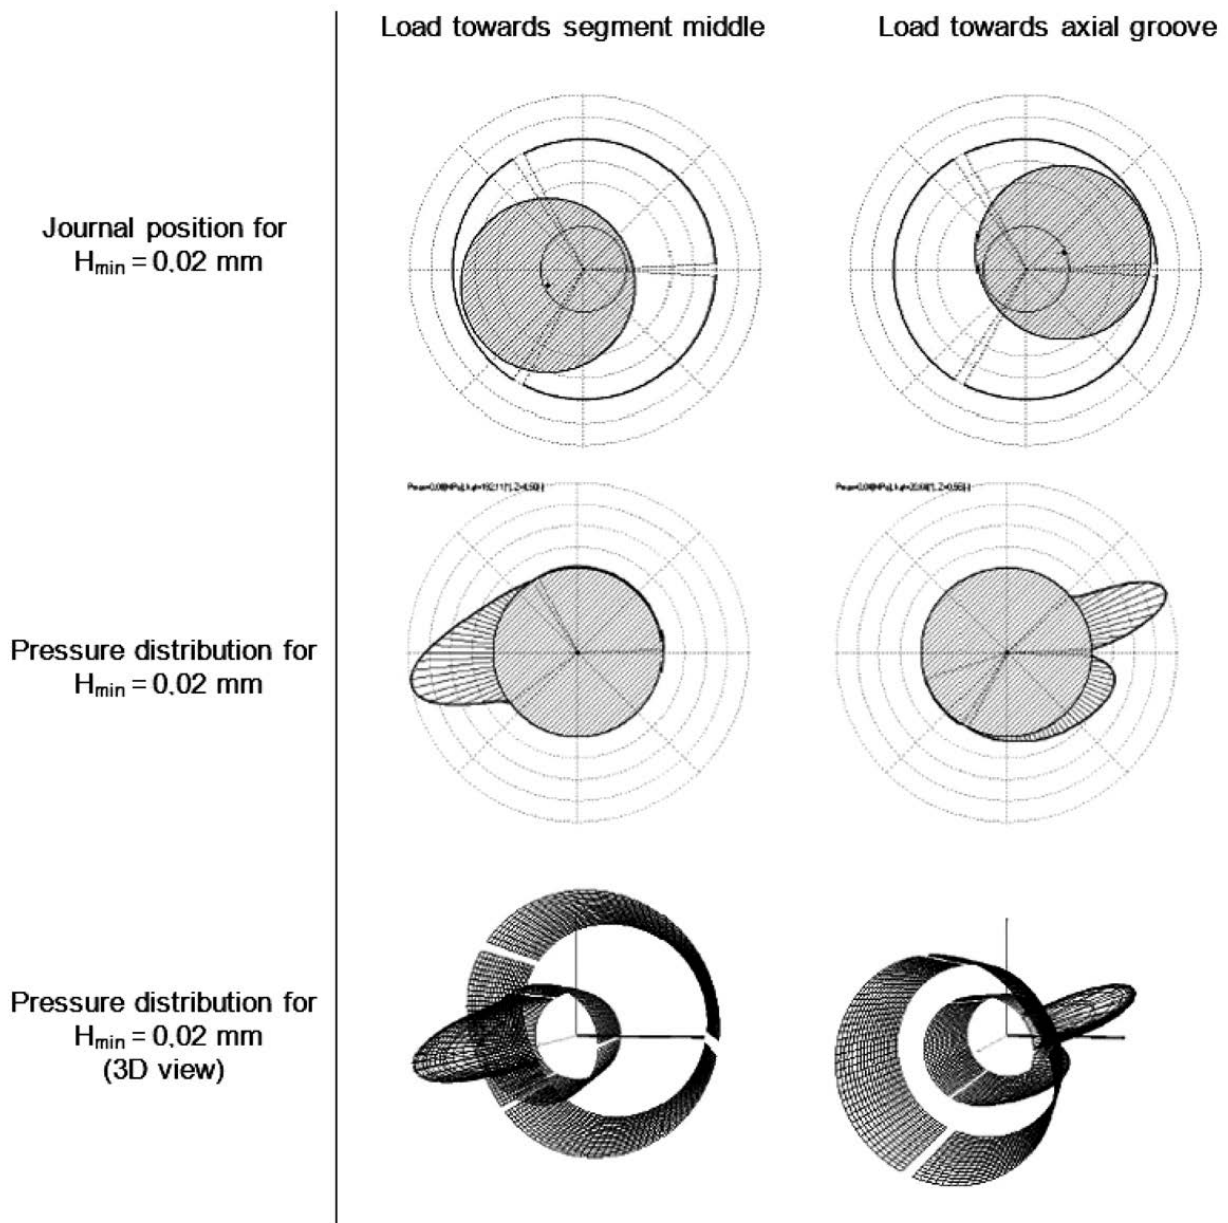 Load towards segment middle
Load towards axial groove
Journal position for
Hmin = 0,02 mm
Pressure distribution for
Hmin = 0,02 mm
Pressure distribution for
Hmin = 0,02 mm
(3D view)